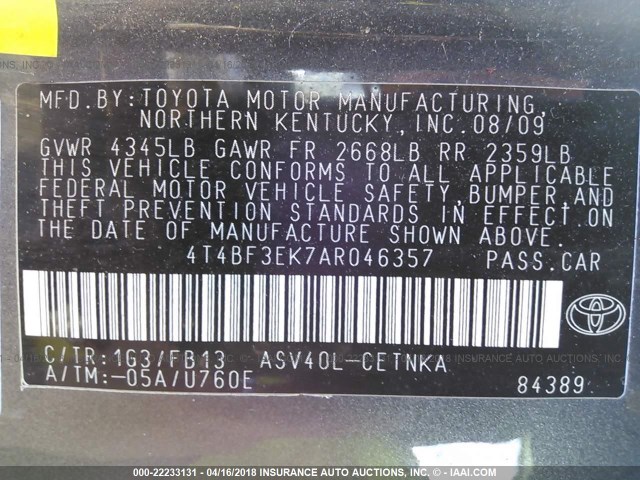 MFD. BY: TOYOTA MOTOR MANUFACTURING,
NORTHERN KENTUCKY, INC. 08/09
GVWR 4345LB GAWR FR 2668LB RR 2359LB
THIS VEHICLE CONFORMS TO ALL APPLICABLE
FEDERAL MOTOR VEHICLE SAFETY, BUMPER, AND
THEFT PREVENTION STANDARDS IN EFFECT ON
THE DATE OF MANUFACTURE SHOWN ABOVE.
4T4BF3EK7AR046357 PASS. CAR
C/TR: 1G3/FB13 ASV40L-CETNKA
A/TM: -05A/U760E
84389
000-22233131 - 04/16/2018 - INSURANCE AUTO AUCTIONS, INC. - © - IAAI.COM